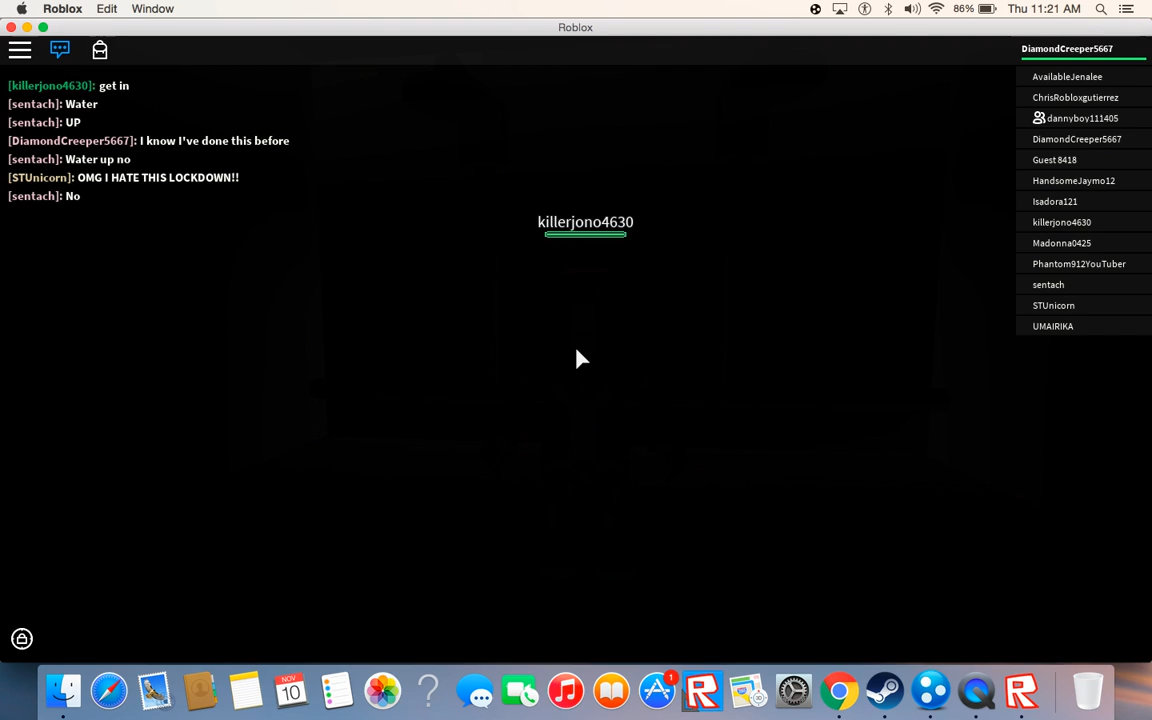 Roblox Edit Window 86% Thu 11:21 AM
Roblox
DiamondCreeper5667
[killerjono4630]: get in
[sentach]: Water
[sentach]: UP
[DiamondCreeper5667]: I know I've done this before
[sentach]: Water up no
[STUnicorn]: OMG I HATE THIS LOCKDOWN!!
[sentach]: No
killerjono4630
AvailableJenalee
ChrisRobloxgutierrez
dannyboy111405
DiamondCreeper5667
Guest 8418
HandsomeJaymo12
Isadora121
killerjono4630
Madonna0425
Phantom912YouTuber
sentach
STUnicorn
UMAIRIKA
NOV
10
1
3D